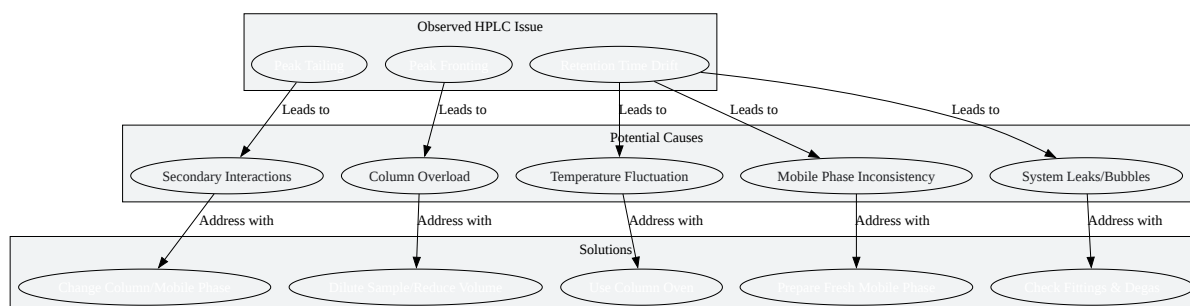 Observed HPLC Issue
Peak Tailing
Peak Fronting
Retention Time Drift
Leads to
Leads to
Leads to
Leads to
Leads to
Potential Causes
Secondary Interactions
Column Overload
Temperature Fluctuation
Mobile Phase Inconsistency
System Leaks/Bubbles
Address with
Address with
Address with
Address with
Address with
Solutions
Change Column/Mobile Phase
Dilute Sample/Reduce Volume
Use Column Oven
Prepare Fresh Mobile Phase
Check Fittings & Degas